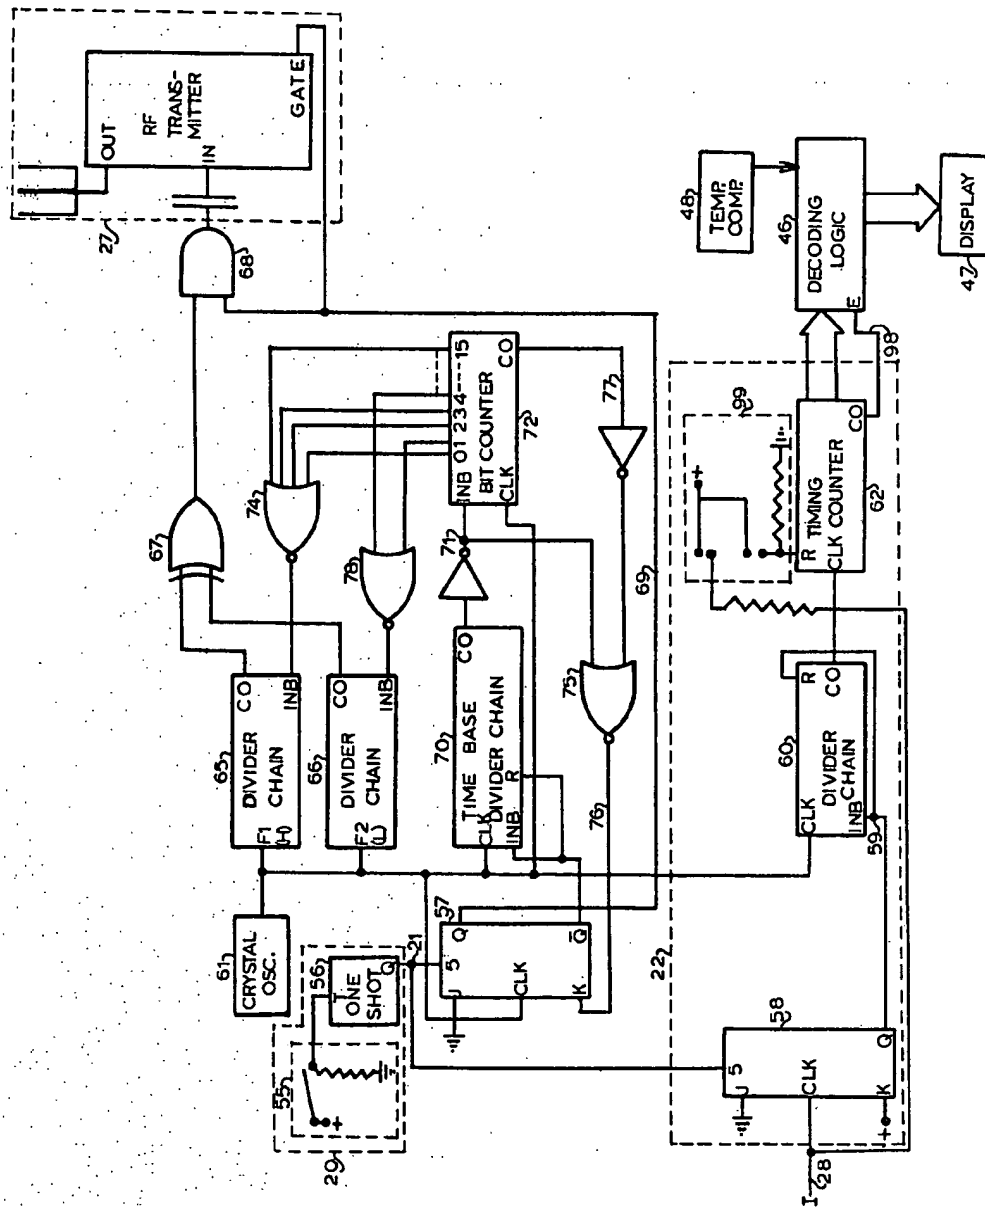 27
OUT
RF
TRANS-
MITTER
IN
GATE
68
67
61
CRYSTAL
OSC.
65
DIVIDER
CHAIN
F1
(H)
CO
INB
66
DIVIDER
CHAIN
F2
(L)
CO
INB
74
78
70
TIME BASE
DIVIDER CHAIN
CLK
INB
CO
R
71
INB
CLK
0 1 2 3 4 --- 15
BIT COUNTER
CO
72
77
75
76
69
29
55
+
56
ONE
SHOT
T
Q
21
57
J
5
CLK
K
Q
Q̅
22
58
J
5
CLK
K
Q
+
I
28
59
60
CLK
DIVIDER
CHAIN
INB
R
CO
99
+
R
CLK
TIMING
COUNTER
CO
62
98
48
TEMP.
COMP.
46
DECODING
LOGIC
E
47
DISPLAY